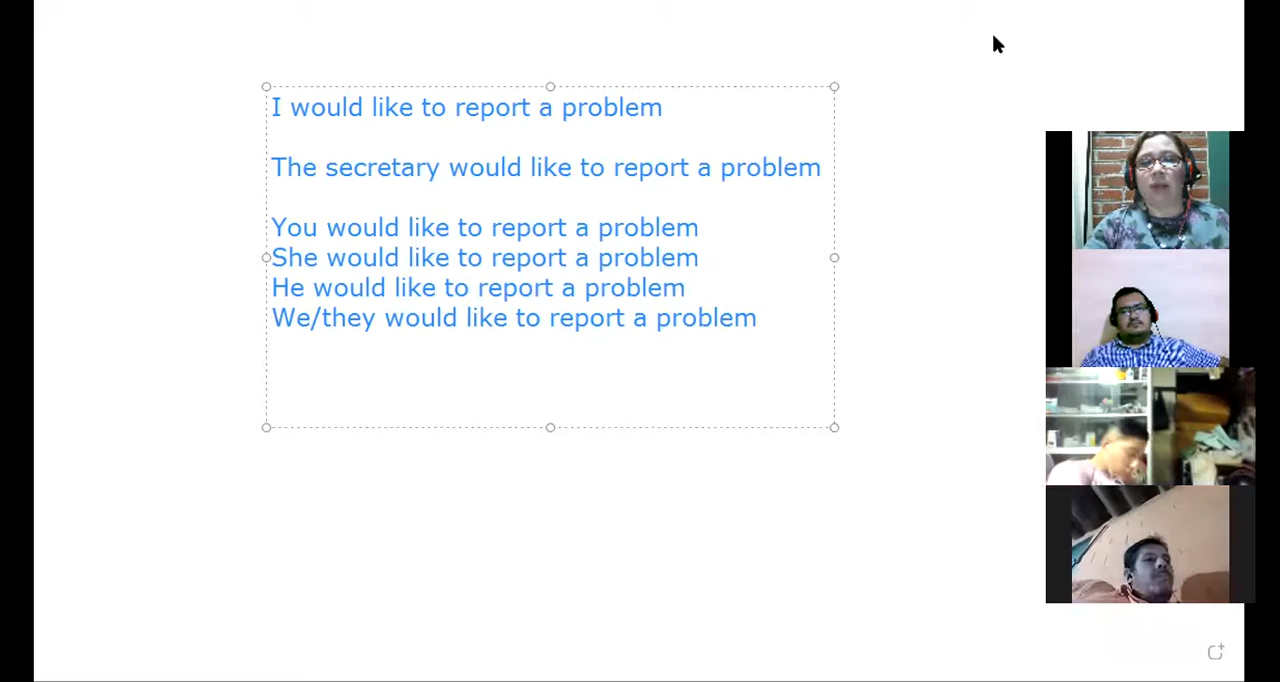 I would like to report a problem
The secretary would like to report a problem
You would like to report a problem
She would like to report a problem
He would like to report a problem
We/they would like to report a problem